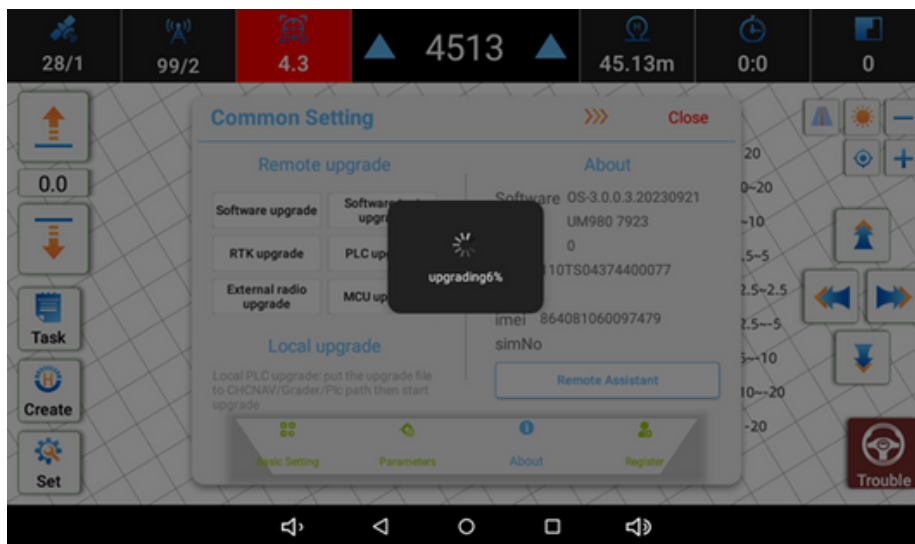 28/1
99/2
4.3
4513
45.13m
0:0
0
0.0
Task
Create
Set
Common Setting
Close
Remote upgrade
Software upgrade
Software
RTK upgrade
External radio upgrade
upgrading6%
Local upgrade
Local PLC upgrade: put the upgrade file
to CHCNAV/Grader/Plc path then start
upgrade
About
Software OS-3.0.0.3.20230921
UM980 7923
0
10TS04374400077
imei 864081060097479
simNo
Remote Assistant
Basic Setting
Parameters
About
Register
20
0~20
~10
.5~5
2.5~2.5
2.5~-5
5~-10
10~-20
-20
Trouble